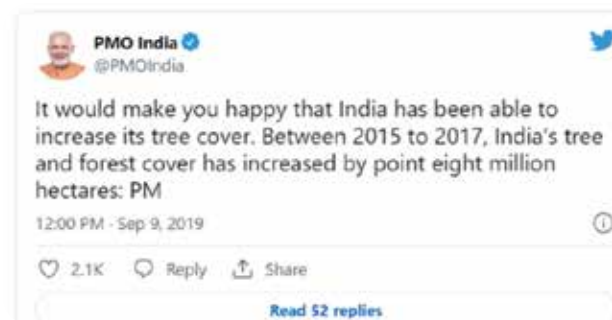 PMO India
@PMOIndia
It would make you happy that India has been able to
increase its tree cover. Between 2015 to 2017, India's tree
and forest cover has increased by point eight million
hectares: PM
12:00 PM · Sep 9, 2019
2.1K Reply Share
Read 52 replies